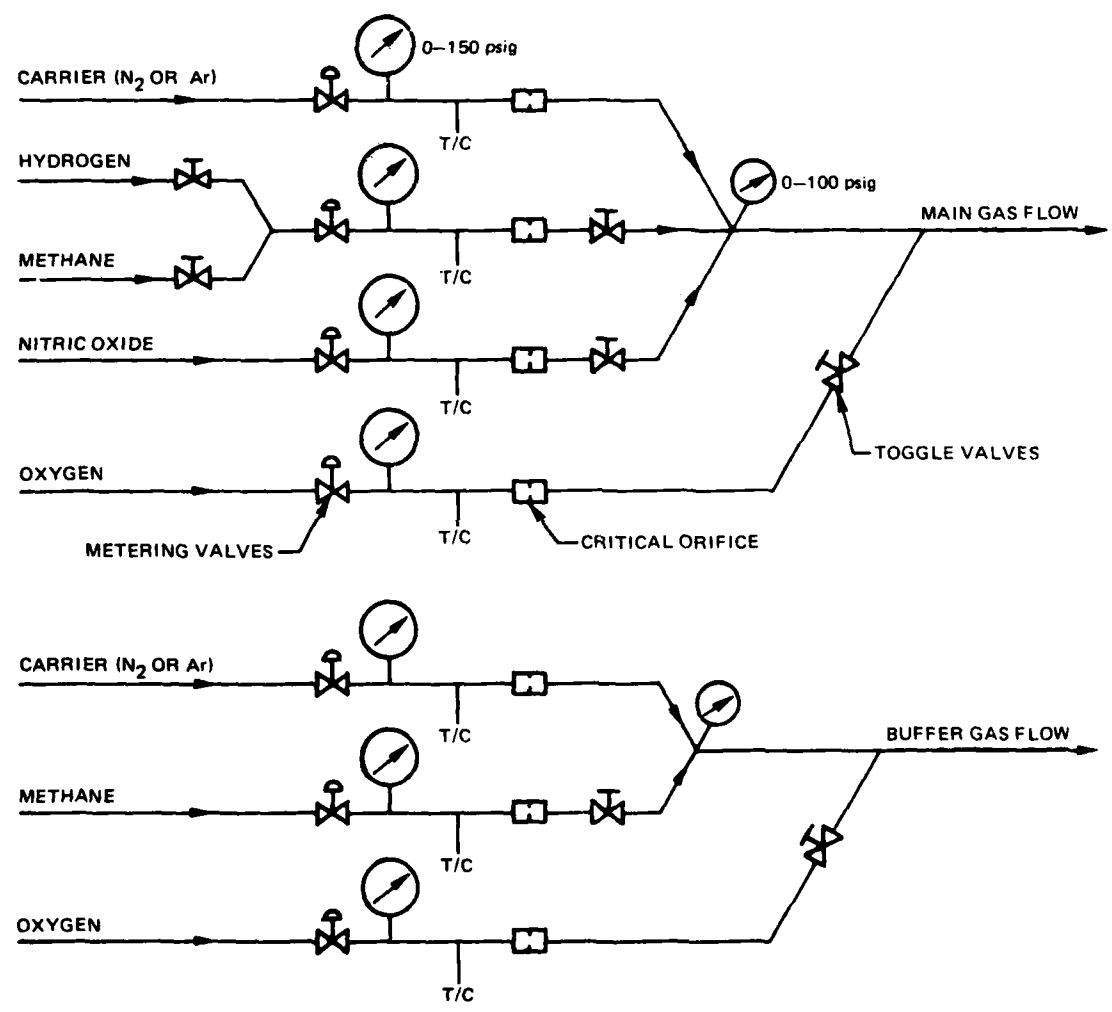 0–150 psig
CARRIER (N2 OR Ar)
T/C
HYDROGEN
0–100 psig
MAIN GAS FLOW
METHANE
T/C
NITRIC OXIDE
T/C
TOGGLE VALVES
OXYGEN
T/C
METERING VALVES
CRITICAL ORIFICE
CARRIER (N2 OR Ar)
T/C
BUFFER GAS FLOW
METHANE
T/C
OXYGEN
T/C